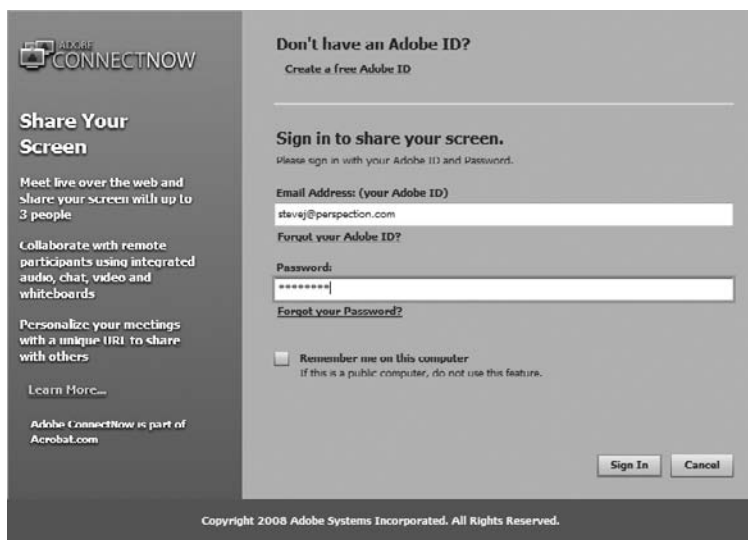 ADOBE
CONNECTNOW
Share Your
Screen
Meet live over the web and
share your screen with up to
3 people
Collaborate with remote
participants using integrated
audio, chat, video and
whiteboards
Personalize your meetings
with a unique URL to share
with others
Learn More...
Adobe ConnectNow is part of
Acrobat.com
Don't have an Adobe ID?
Create a free Adobe ID
Sign in to share your screen.
Please sign in with your Adobe ID and Password.
Email Address: (your Adobe ID)
stevej@perspection.com
Forgot your Adobe ID?
Password:
********
Forgot your Password?
Remember me on this computer
If this is a public computer, do not use this feature.
Sign In
Cancel
Copyright 2008 Adobe Systems Incorporated. All Rights Reserved.